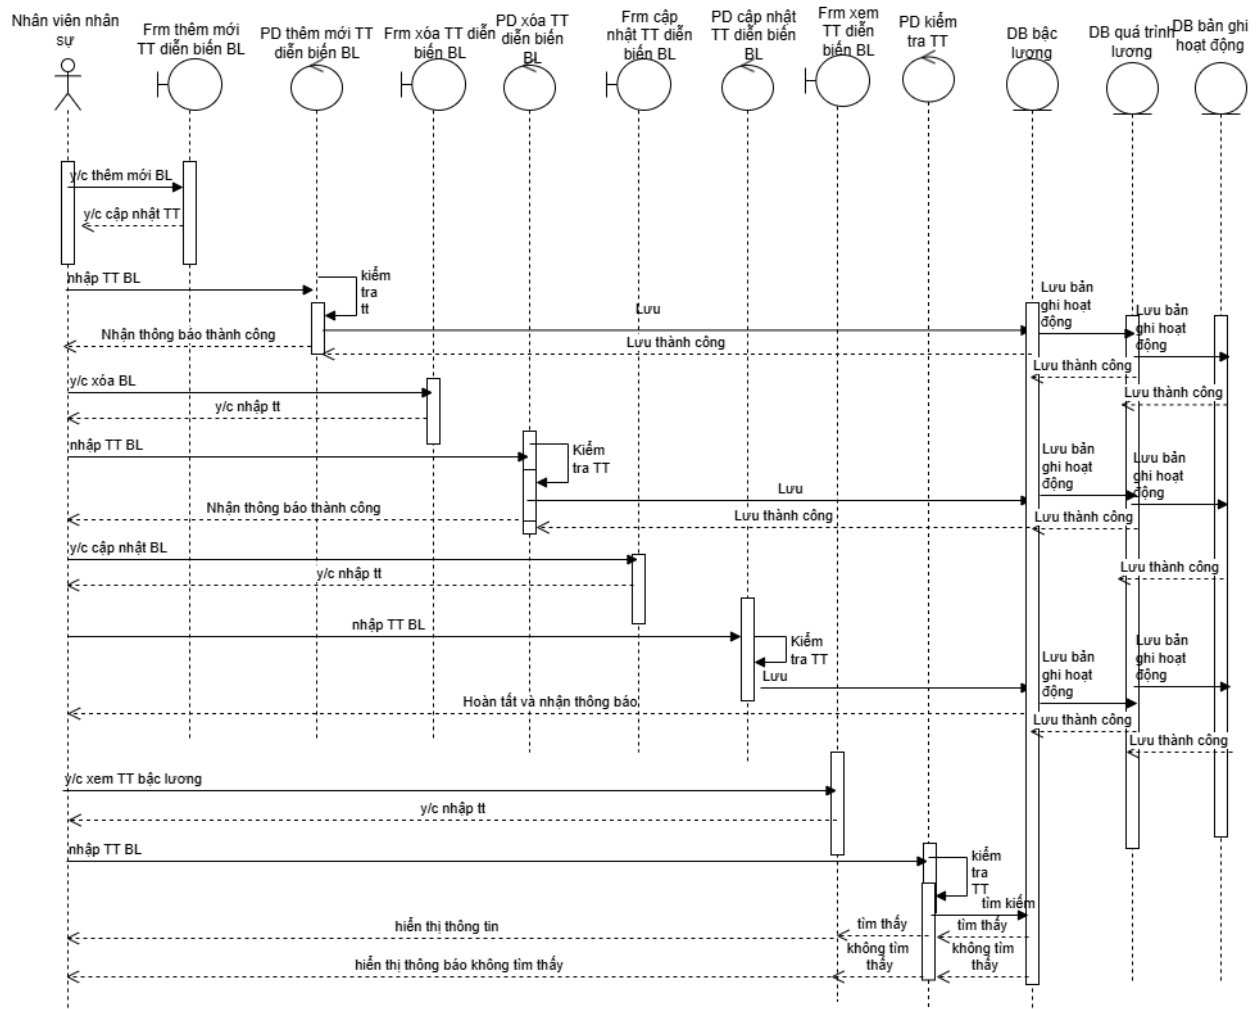 Nhân viên nhân
sự
Frm thêm mới
TT diễn biến BL
PD thêm mới TT
diễn biến BL
Frm xóa TT diễn
biến BL
PD xóa TT
diễn biến
BL
Frm cập
nhật TT diễn
biến BL
PD cập nhật
TT diễn biến
BL
Frm xem
TT diễn
biến BL
PD kiểm
tra TT
DB bậc
lương
DB quá trình
lương
DB bản ghi
hoạt động
y/c thêm mới BL
y/c cập nhật TT
nhập TT BL
kiểm
tra
tt
Lưu
Lưu bản
ghi hoạt
động
Lưu bản
ghi hoạt
động
Nhận thông báo thành công
Lưu thành công
Lưu thành công
Lưu thành công
y/c xóa BL
y/c nhập tt
nhập TT BL
Kiểm
tra TT
Lưu
Lưu bản
ghi hoạt
động
Lưu bản
ghi hoạt
động
Nhận thông báo thành công
Lưu thành công
Lưu thành công
y/c cập nhật BL
y/c nhập tt
Lưu thành công
nhập TT BL
Kiểm
tra TT
Lưu
Lưu bản
ghi hoạt
động
Lưu bản
ghi hoạt
động
Hoàn tất và nhận thông báo
Lưu thành công
Lưu thành công
y/c xem TT bậc lương
y/c nhập tt
nhập TT BL
kiểm
tra
TT
tìm kiếm
hiển thị thông tin
tìm thấy
tìm thấy
hiển thị thông báo không tìm thấy
không tìm
thấy
không tìm
thấy